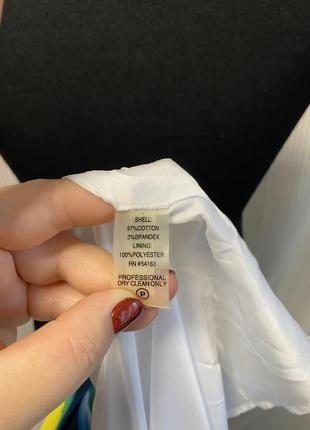 SHELL:
97%COTTON
3%SPANDEX
LINING:
100%POLYESTER
RN #54163
PROFESSIONAL
DRY CLEAN ONLY
P